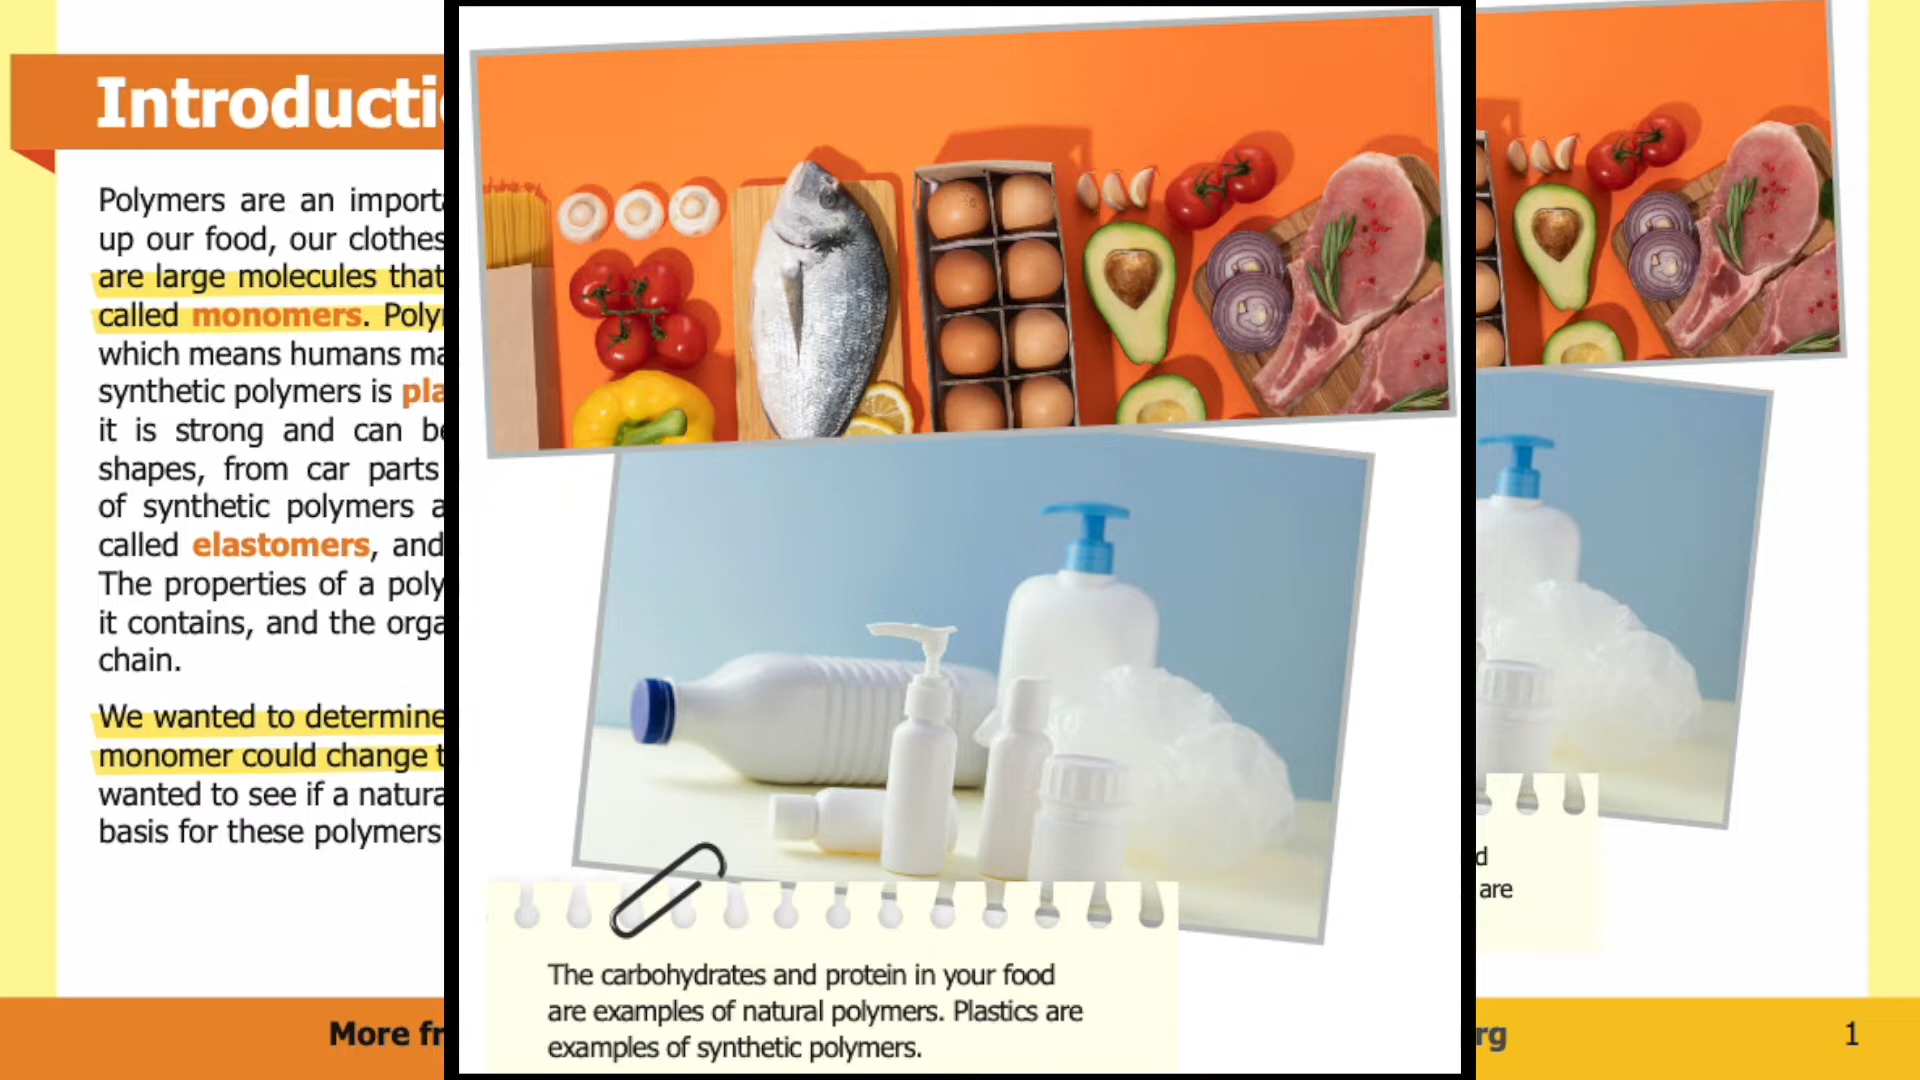 Introducti
Polymers are an import
up our food, our clothes
are large molecules that
called monomers. Poly
which means humans ma
synthetic polymers is pla
it is strong and can be
shapes, from car parts
of synthetic polymers a
called elastomers, and
The properties of a poly
it contains, and the orga
chain.
We wanted to determine
monomer could change t
wanted to see if a natura
basis for these polymers
More fr
The carbohydrates and protein in your food
are examples of natural polymers. Plastics are
examples of synthetic polymers.
d
are
rg
1